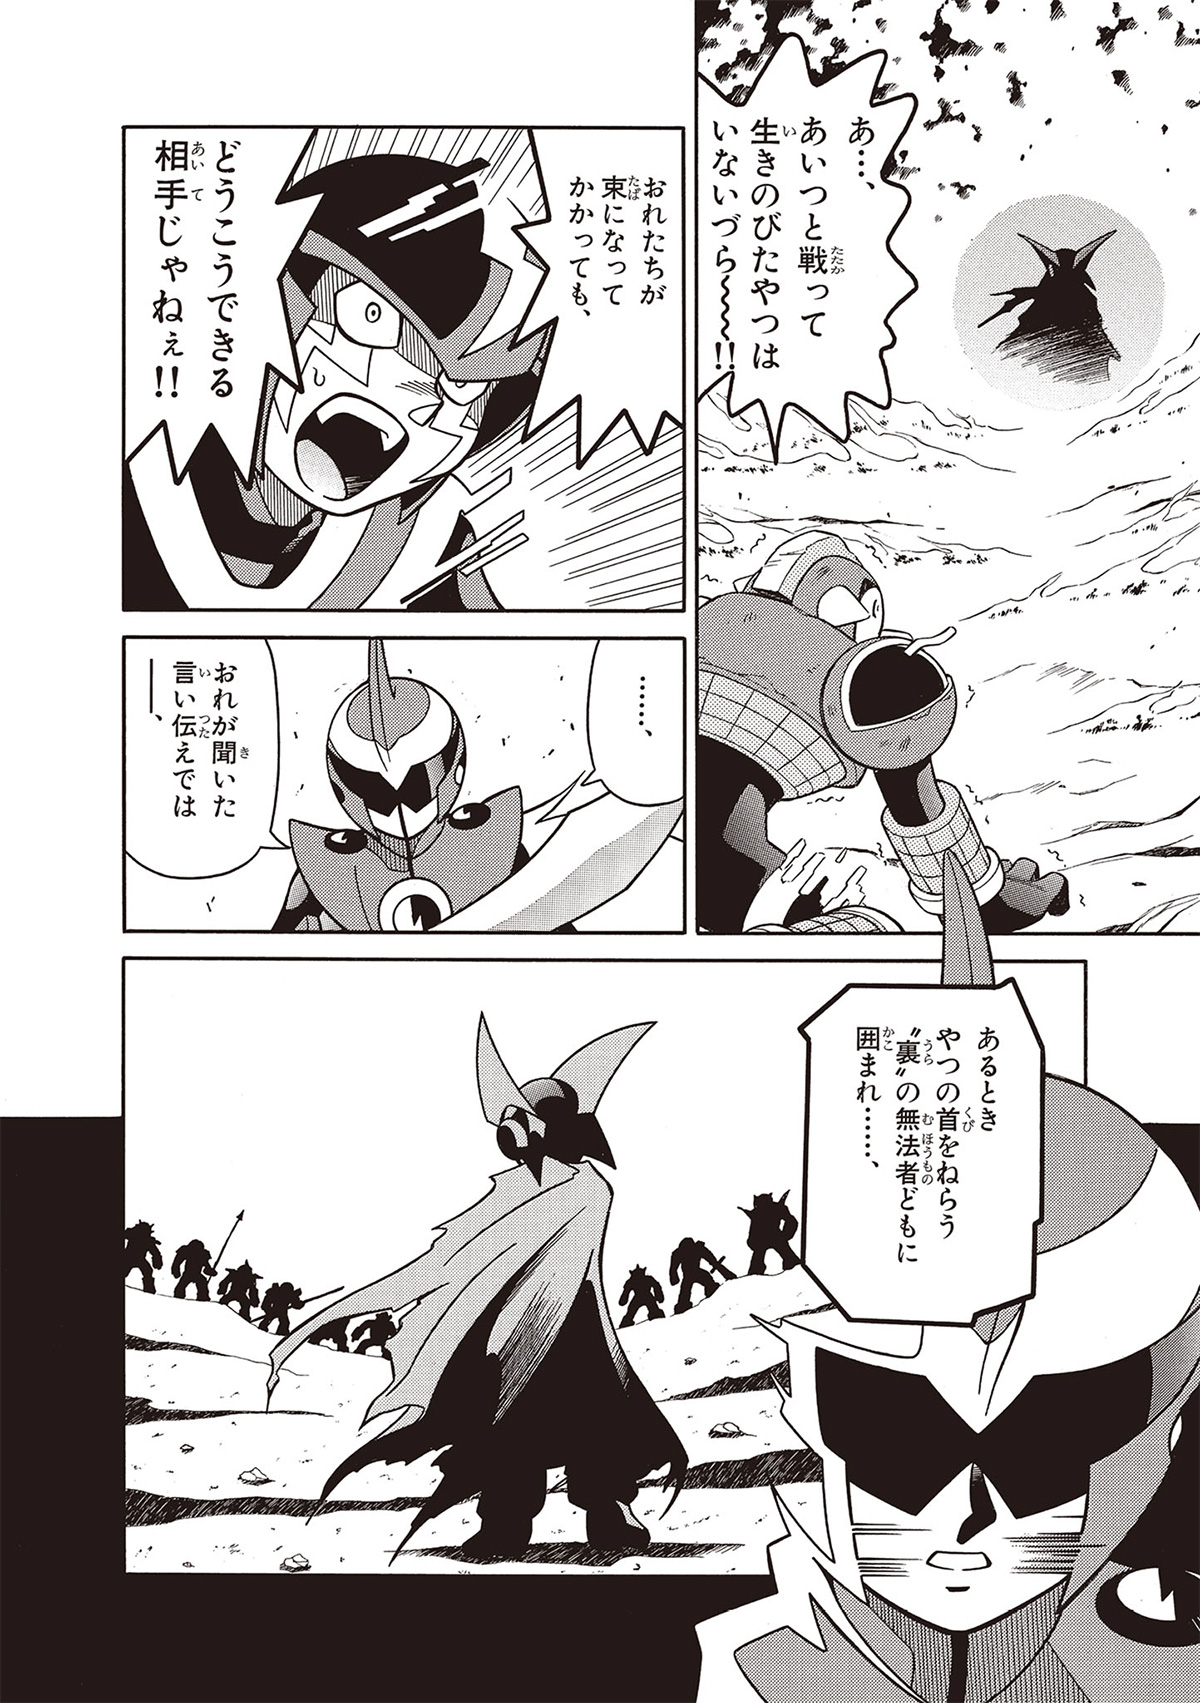 あ…、
あいつと戦って
生きのびたやつは
いないづら〜〜〜!!
おれたちが
束になって
かかっても、
どうこうできる
相手じゃねぇ!!
……、
おれが聞いた
言い伝えでは
──、
あるとき
やつの首をねらう
〝裏〟の無法者どもに
囲まれ……、